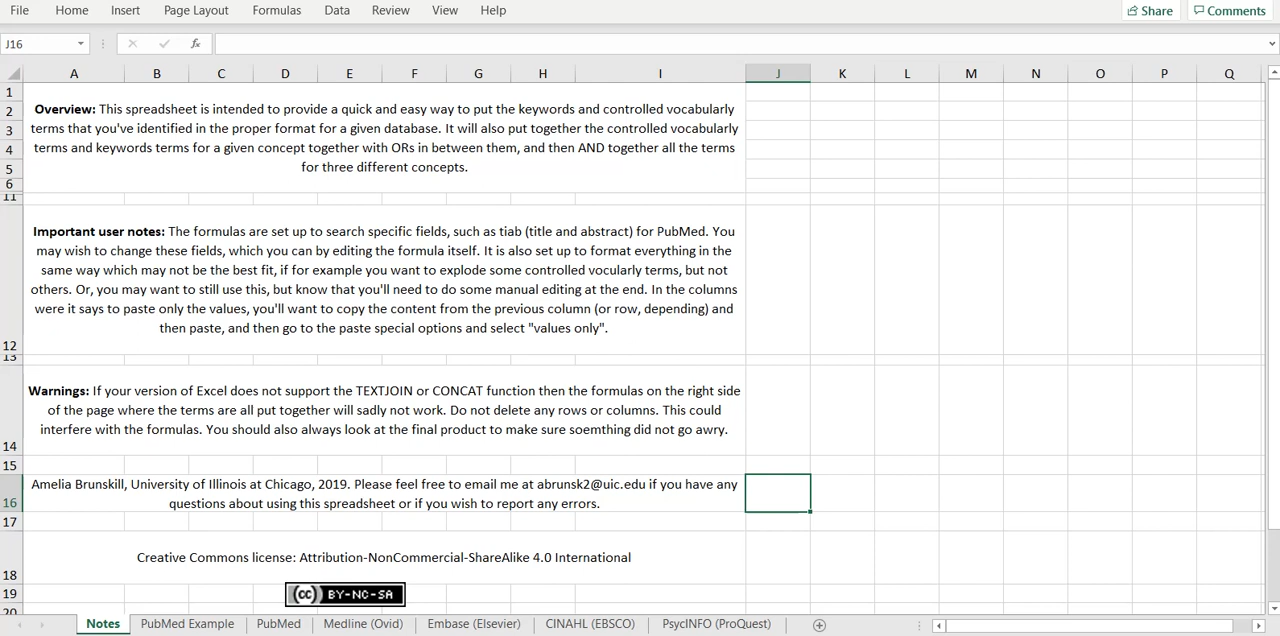 File Home Insert Page Layout Formulas Data Review View Help Share Comments
J16 fx
A B C D E F G H I J K L M N O P Q
1
2
3
4
5
6
11
Overview: This spreadsheet is intended to provide a quick and easy way to put the keywords and controlled vocabularly
terms that you've identified in the proper format for a given database. It will also put together the controlled vocabularly
terms and keywords terms for a given concept together with ORs in between them, and then AND together all the terms
for three different concepts.
Important user notes: The formulas are set up to search specific fields, such as tiab (title and abstract) for PubMed. You
may wish to change these fields, which you can by editing the formula itself. It is also set up to format everything in the
same way which may not be the best fit, if for example you want to explode some controlled vocularly terms, but not
others. Or, you may want to still use this, but know that you'll need to do some manual editing at the end. In the columns
were it says to paste only the values, you'll want to copy the content from the previous column (or row, depending) and
then paste, and then go to the paste special options and select "values only".
12
13
Warnings: If your version of Excel does not support the TEXTJOIN or CONCAT function then the formulas on the right side
of the page where the terms are all put together will sadly not work. Do not delete any rows or columns. This could
interfere with the formulas. You should also always look at the final product to make sure soemthing did not go awry.
14
15
Amelia Brunskill, University of Illinois at Chicago, 2019. Please feel free to email me at abrunsk2@uic.edu if you have any
questions about using this spreadsheet or if you wish to report any errors.
16
17
Creative Commons license: Attribution-NonCommercial-ShareAlike 4.0 International
18
19
cc BY-NC-SA
20
Notes PubMed Example PubMed Medline (Ovid) Embase (Elsevier) CINAHL (EBSCO) PsycINFO (ProQuest)